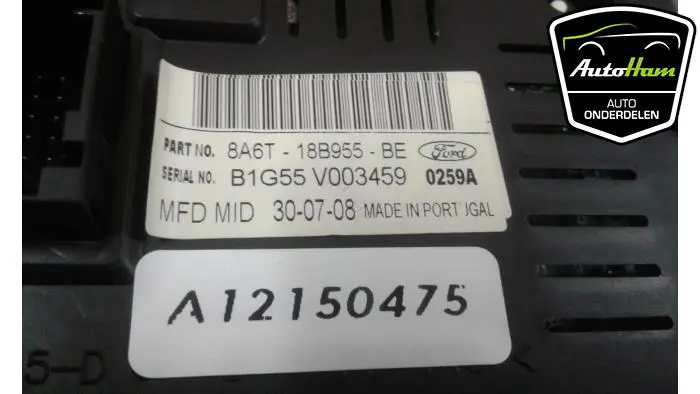 AutoHam
AUTO
ONDERDELEN
PART NO. 8A6T - 18B955 - BE Ford
SERIAL NO. B1G55 V003459 0259A
MFD MID 30-07-08 MADE IN PORTUGAL
A12150475
5-D